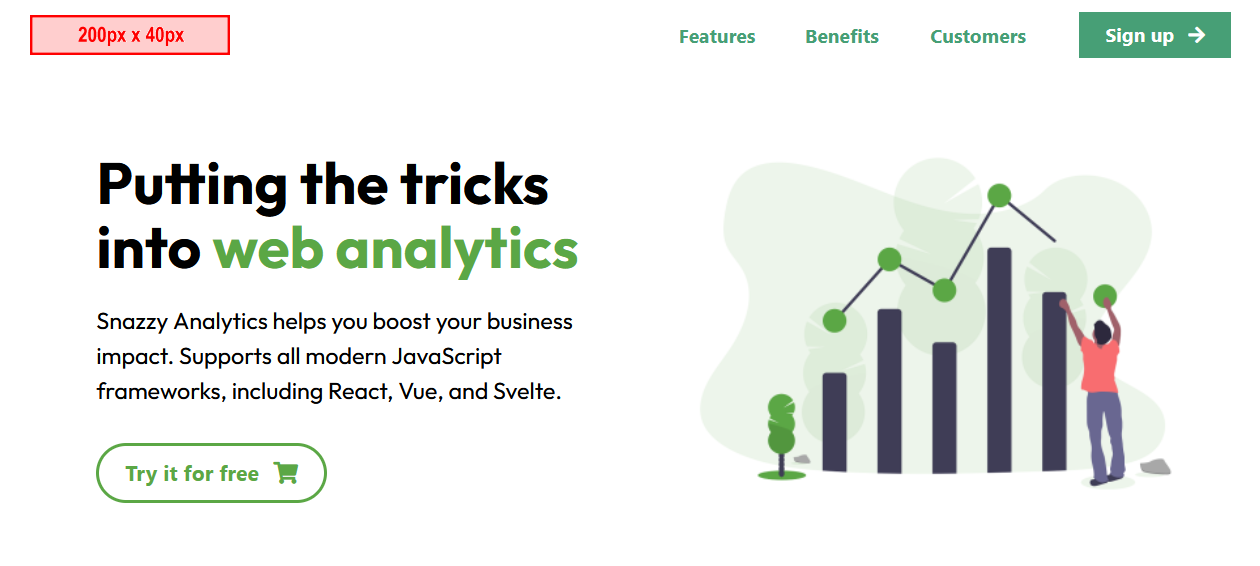 200px x 40px
Features
Benefits
Customers
Sign up
Putting the tricks
into web analytics
Snazzy Analytics helps you boost your business
impact. Supports all modern JavaScript
frameworks, including React, Vue, and Svelte.
Try it for free